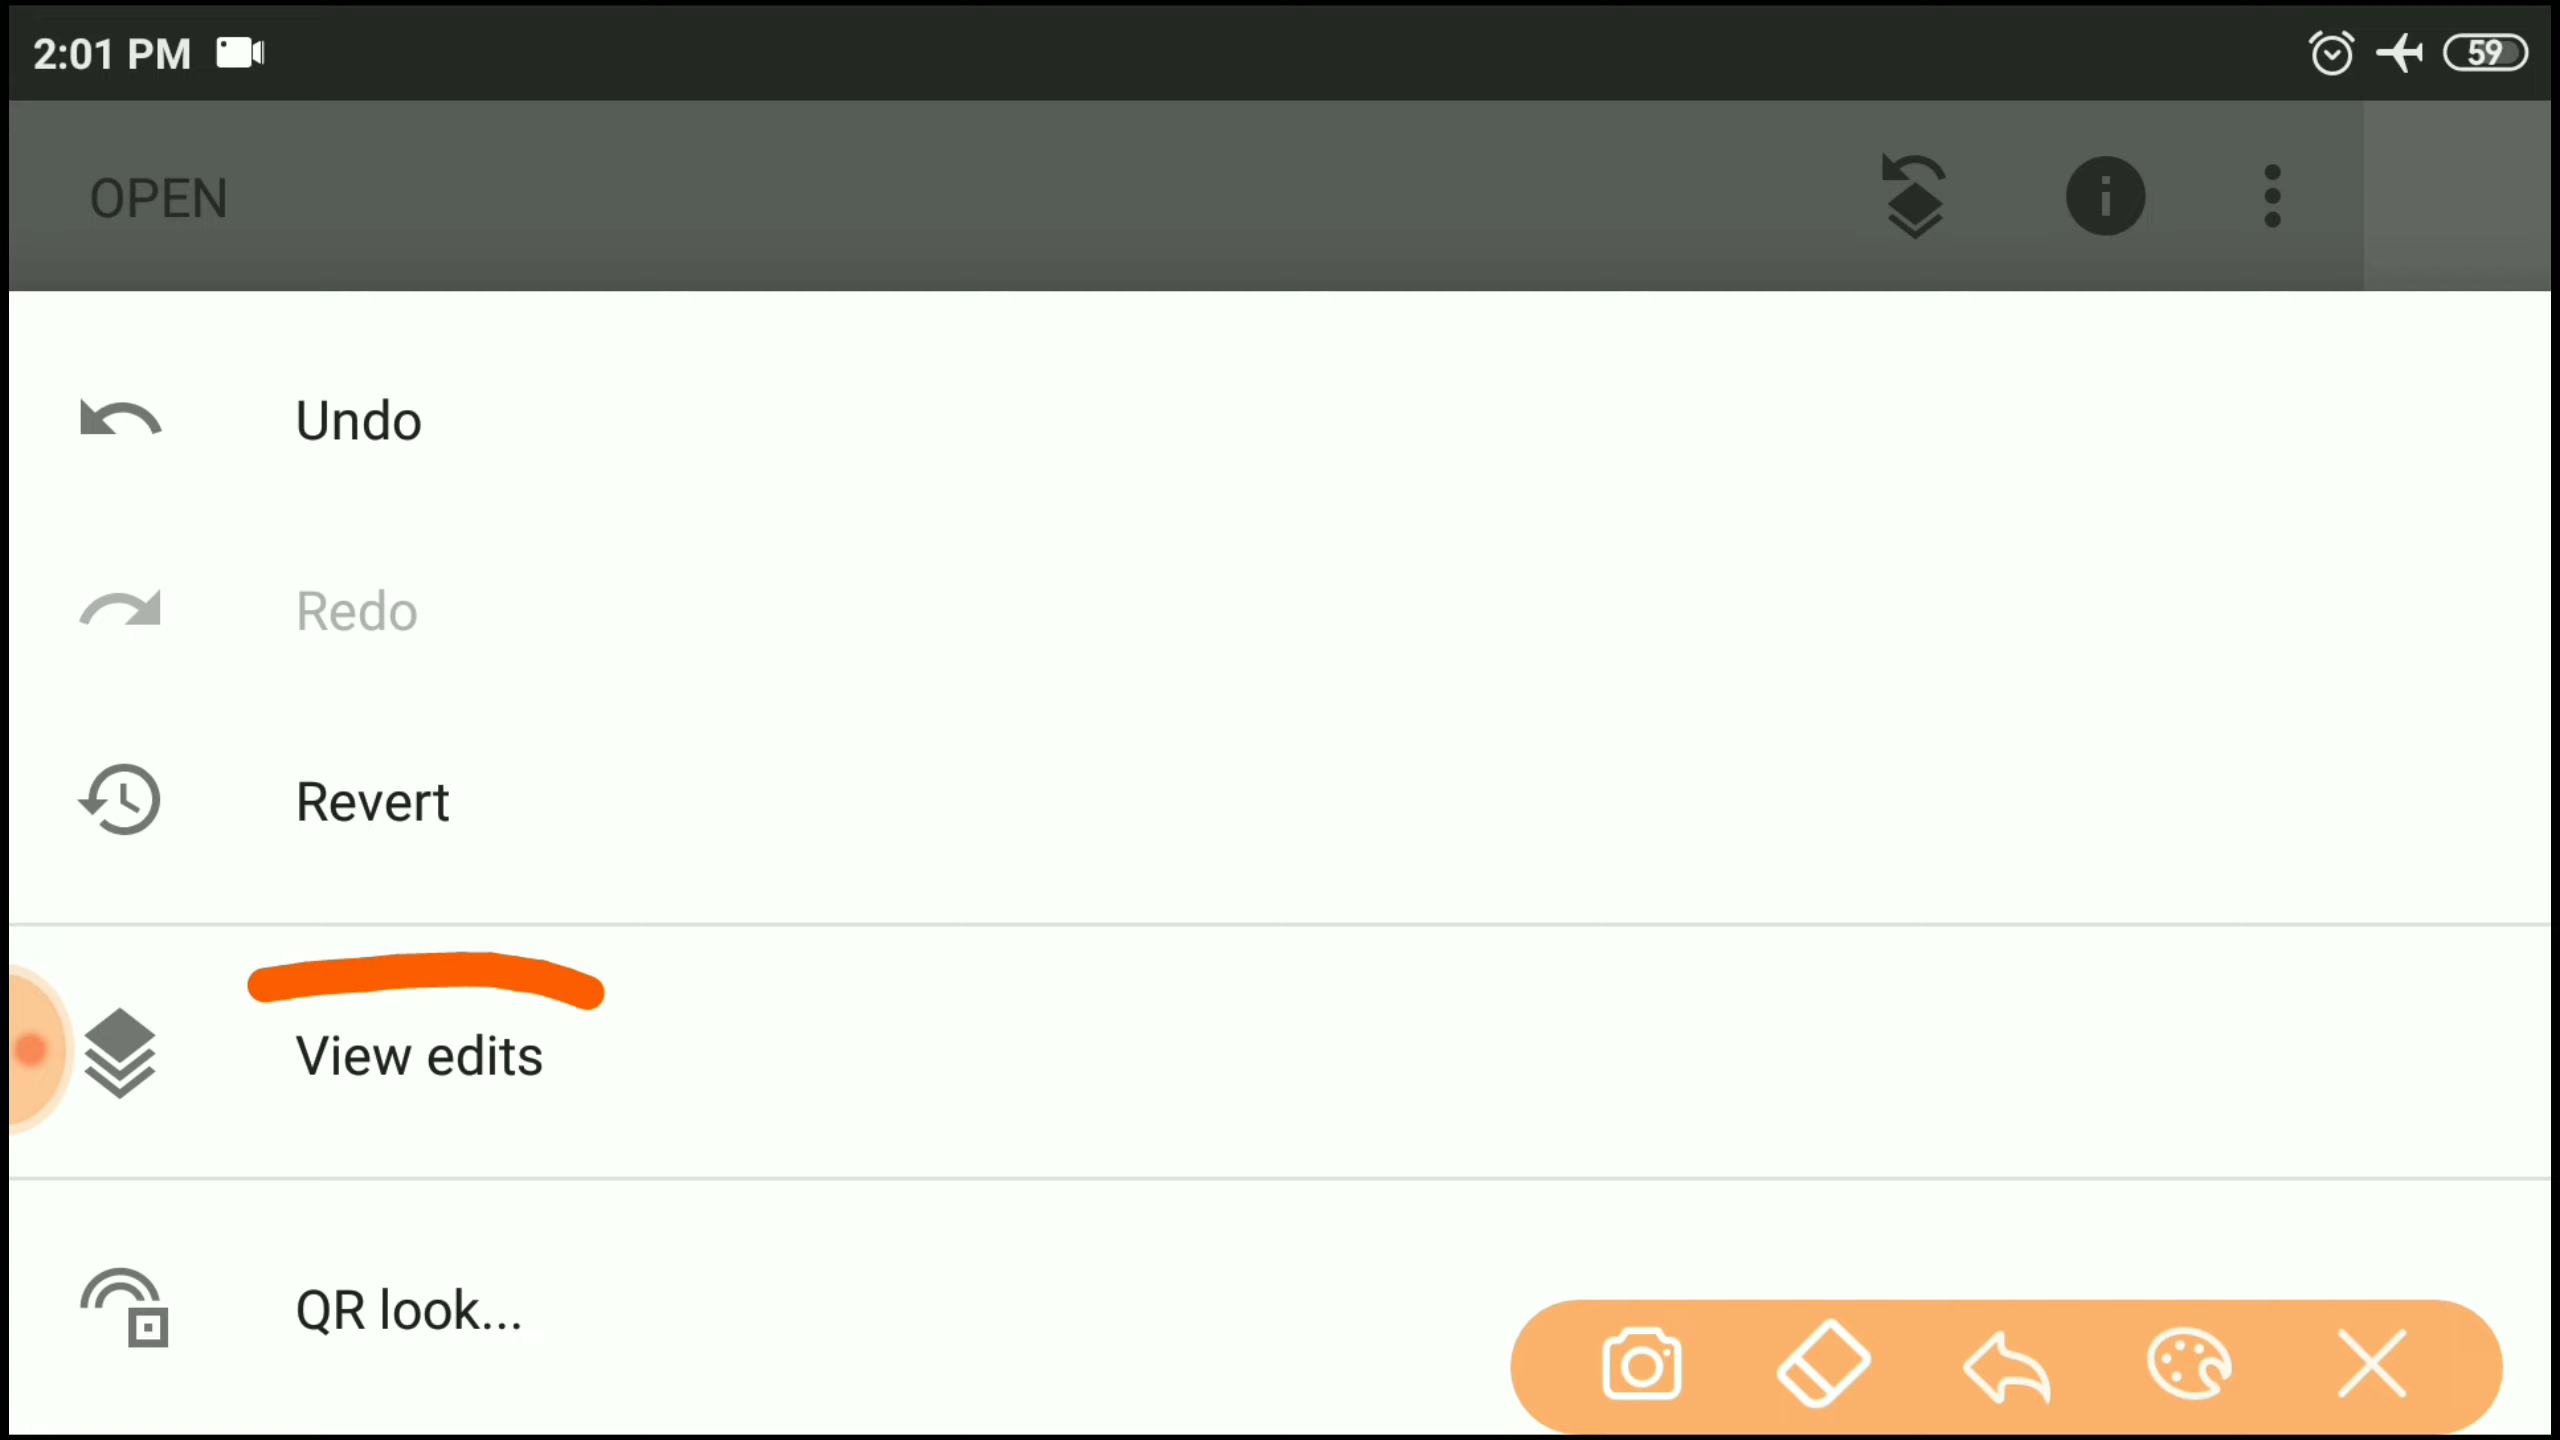 2:01 PM
59
OPEN
Undo
Redo
Revert
View edits
QR look...